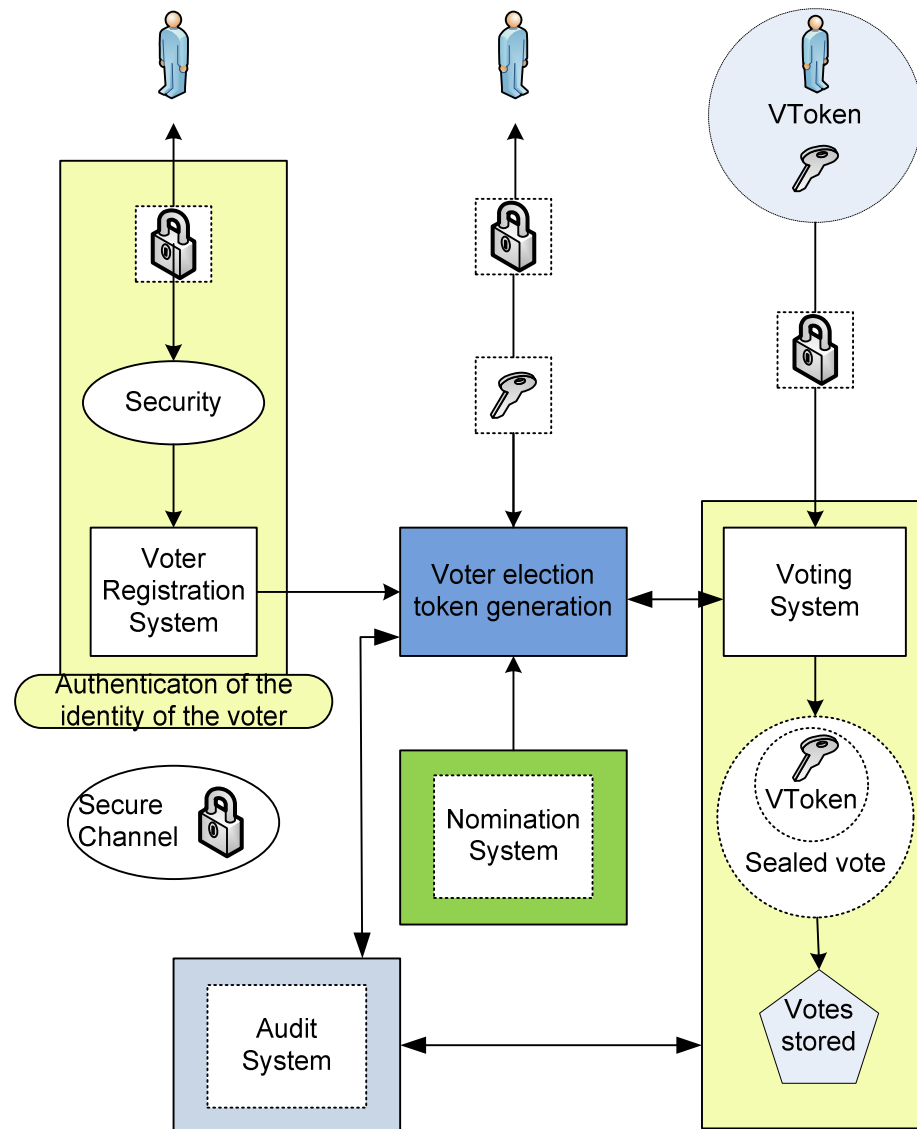 VToken
Security
Voter
Registration
System
Voter election
token generation
Voting
System
Authenticaton of the
identity of the voter
VToken
Sealed vote
Secure
Channel
Nomination
System
Votes
stored
Audit
System